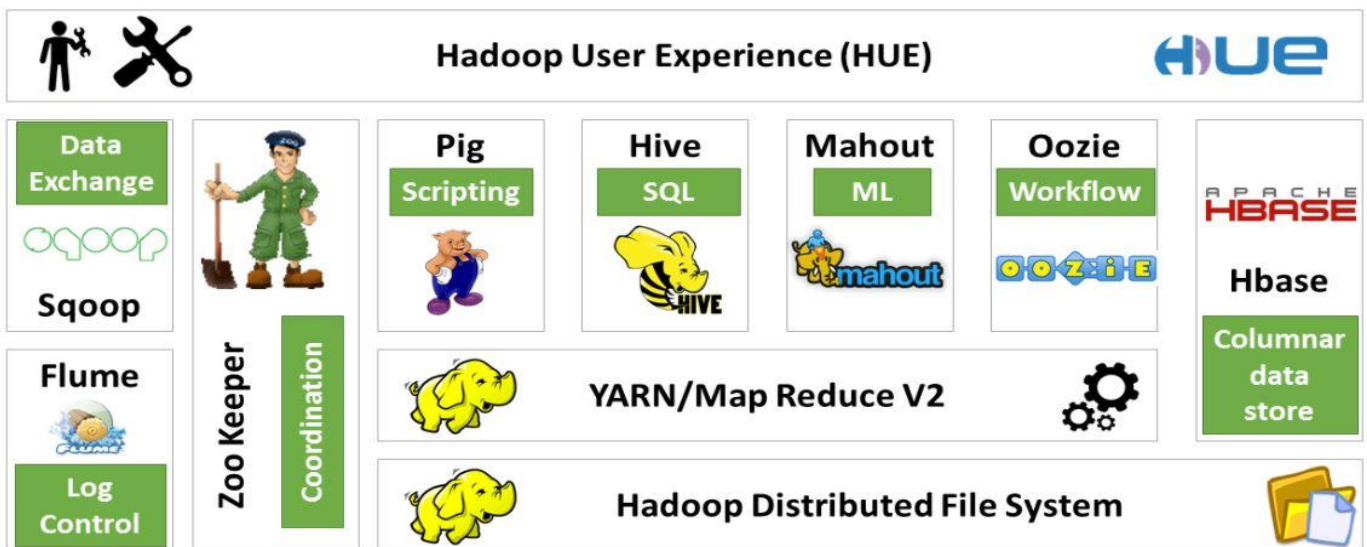 Hadoop User Experience (HUE)
HUE
Data
Exchange
sqoop
Sqoop
Flume
FLUME
Log
Control
ZOO
Zoo Keeper
Coordination
Pig
Scripting
Hive
SQL
HIVE
Mahout
ML
mahout
Oozie
Workflow
OOZiE
YARN/Map Reduce V2
Hadoop Distributed File System
APACHE
HBASE
Hbase
Columnar
data
store